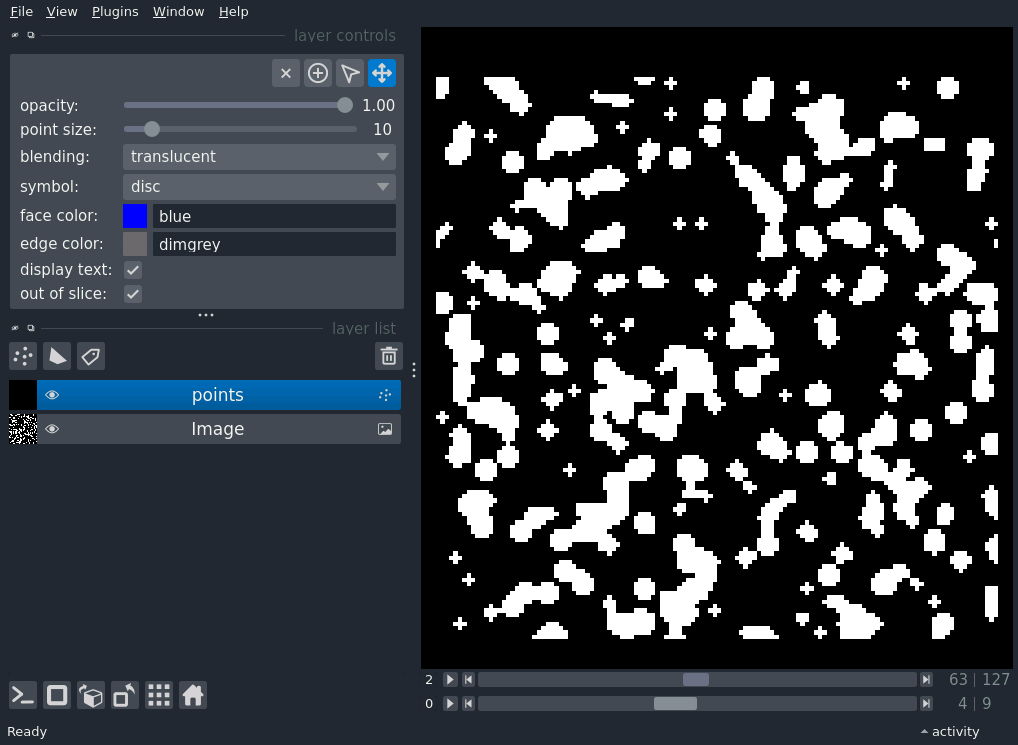 File View Plugins Window Help
layer controls
opacity: 1.00
point size: 10
blending: translucent
symbol: disc
face color: blue
edge color: dimgrey
display text:
out of slice:
layer list
points
Image
2 63 | 127
0 4 | 9
Ready activity